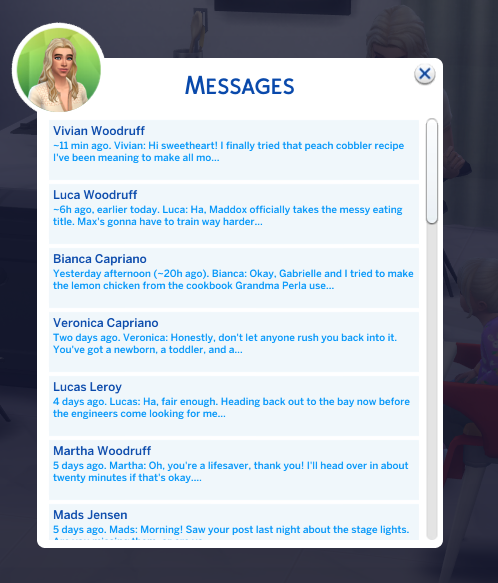 MESSAGES
Vivian Woodruff
~11 min ago. Vivian: Hi sweetheart! I finally tried that peach cobbler recipe
I've been meaning to make all mo...
Luca Woodruff
~6h ago, earlier today. Luca: Ha, Maddox officially takes the messy eating
title. Max's gonna have to train way harder...
Bianca Capriano
Yesterday afternoon (~20h ago). Bianca: Okay, Gabrielle and I tried to make
the lemon chicken from the cookbook Grandma Perla use...
Veronica Capriano
Two days ago. Veronica: Honestly, don't let anyone rush you back into it.
You've got a newborn, a toddler, and a...
Lucas Leroy
4 days ago. Lucas: Ha, fair enough. Heading back out to the bay now before
the engineers come looking for me...
Martha Woodruff
5 days ago. Martha: Oh, you're a lifesaver, thank you! I'll head over in about
twenty minutes if that's okay....
Mads Jensen
5 days ago. Mads: Morning! Saw your post last night about the stage lights.